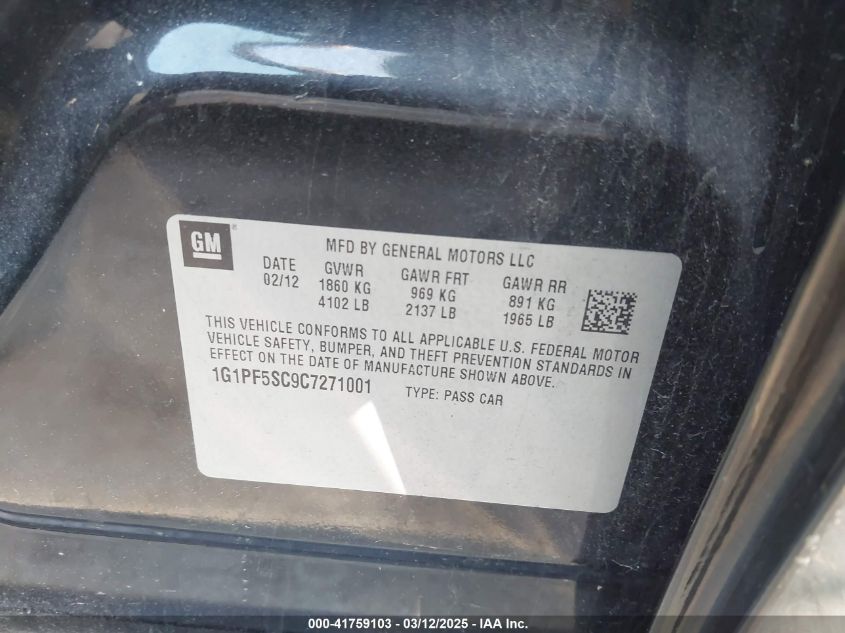 GM
MFD BY GENERAL MOTORS LLC
DATE GVWR GAWR FRT GAWR RR
02/12 1860 KG 969 KG 891 KG
4102 LB 2137 LB 1965 LB
THIS VEHICLE CONFORMS TO ALL APPLICABLE U.S. FEDERAL MOTOR
VEHICLE SAFETY, BUMPER, AND THEFT PREVENTION STANDARDS IN
EFFECT ON THE DATE OF MANUFACTURE SHOWN ABOVE.
1G1PF5SC9C7271001 TYPE: PASS CAR
000-41759103 - 03/12/2025 - IAA Inc.